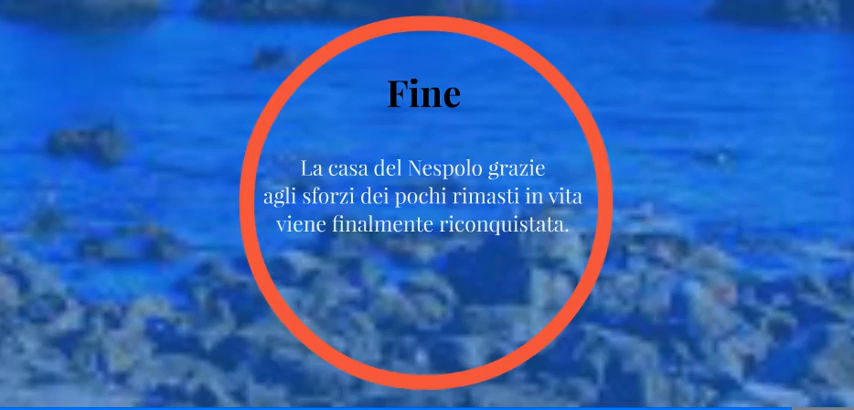 Fine
La casa del Nespolo grazie
agli sforzi dei pochi rimasti in vita
viene finalmente riconquistata.